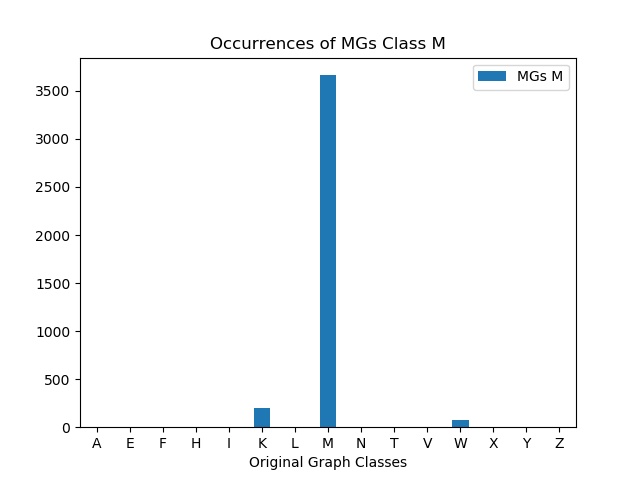 Occurrences of MGs Class M
MGs M
3500
3000
2500
2000
1500
1000
500
0
A E F H I K L M N T V W X Y Z
Original Graph Classes